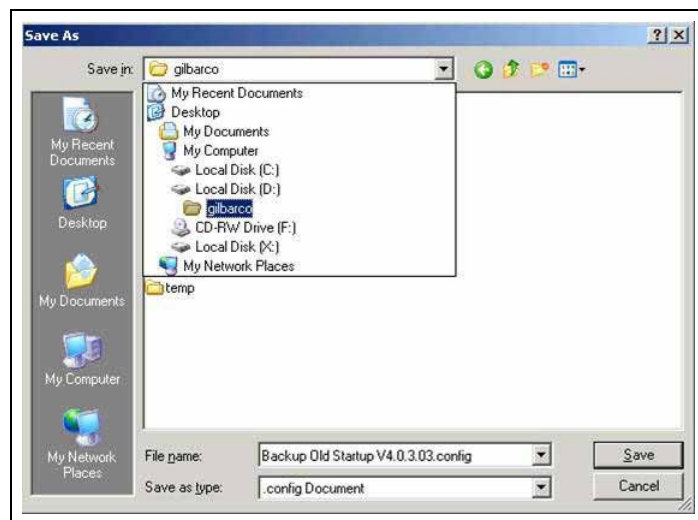 Save As
Save in: gilbarco
My Recent Documents
Desktop
My Documents
My Computer
Local Disk (C:)
Local Disk (D:)
gilbarco
CD-RW Drive (F:)
Local Disk (X:)
My Network Places
temp
My Recent
Documents
Desktop
My Documents
My Computer
My Network
Places
File name: Backup Old Startup V4.0.3.03.config Save
Save as type: .config Document Cancel